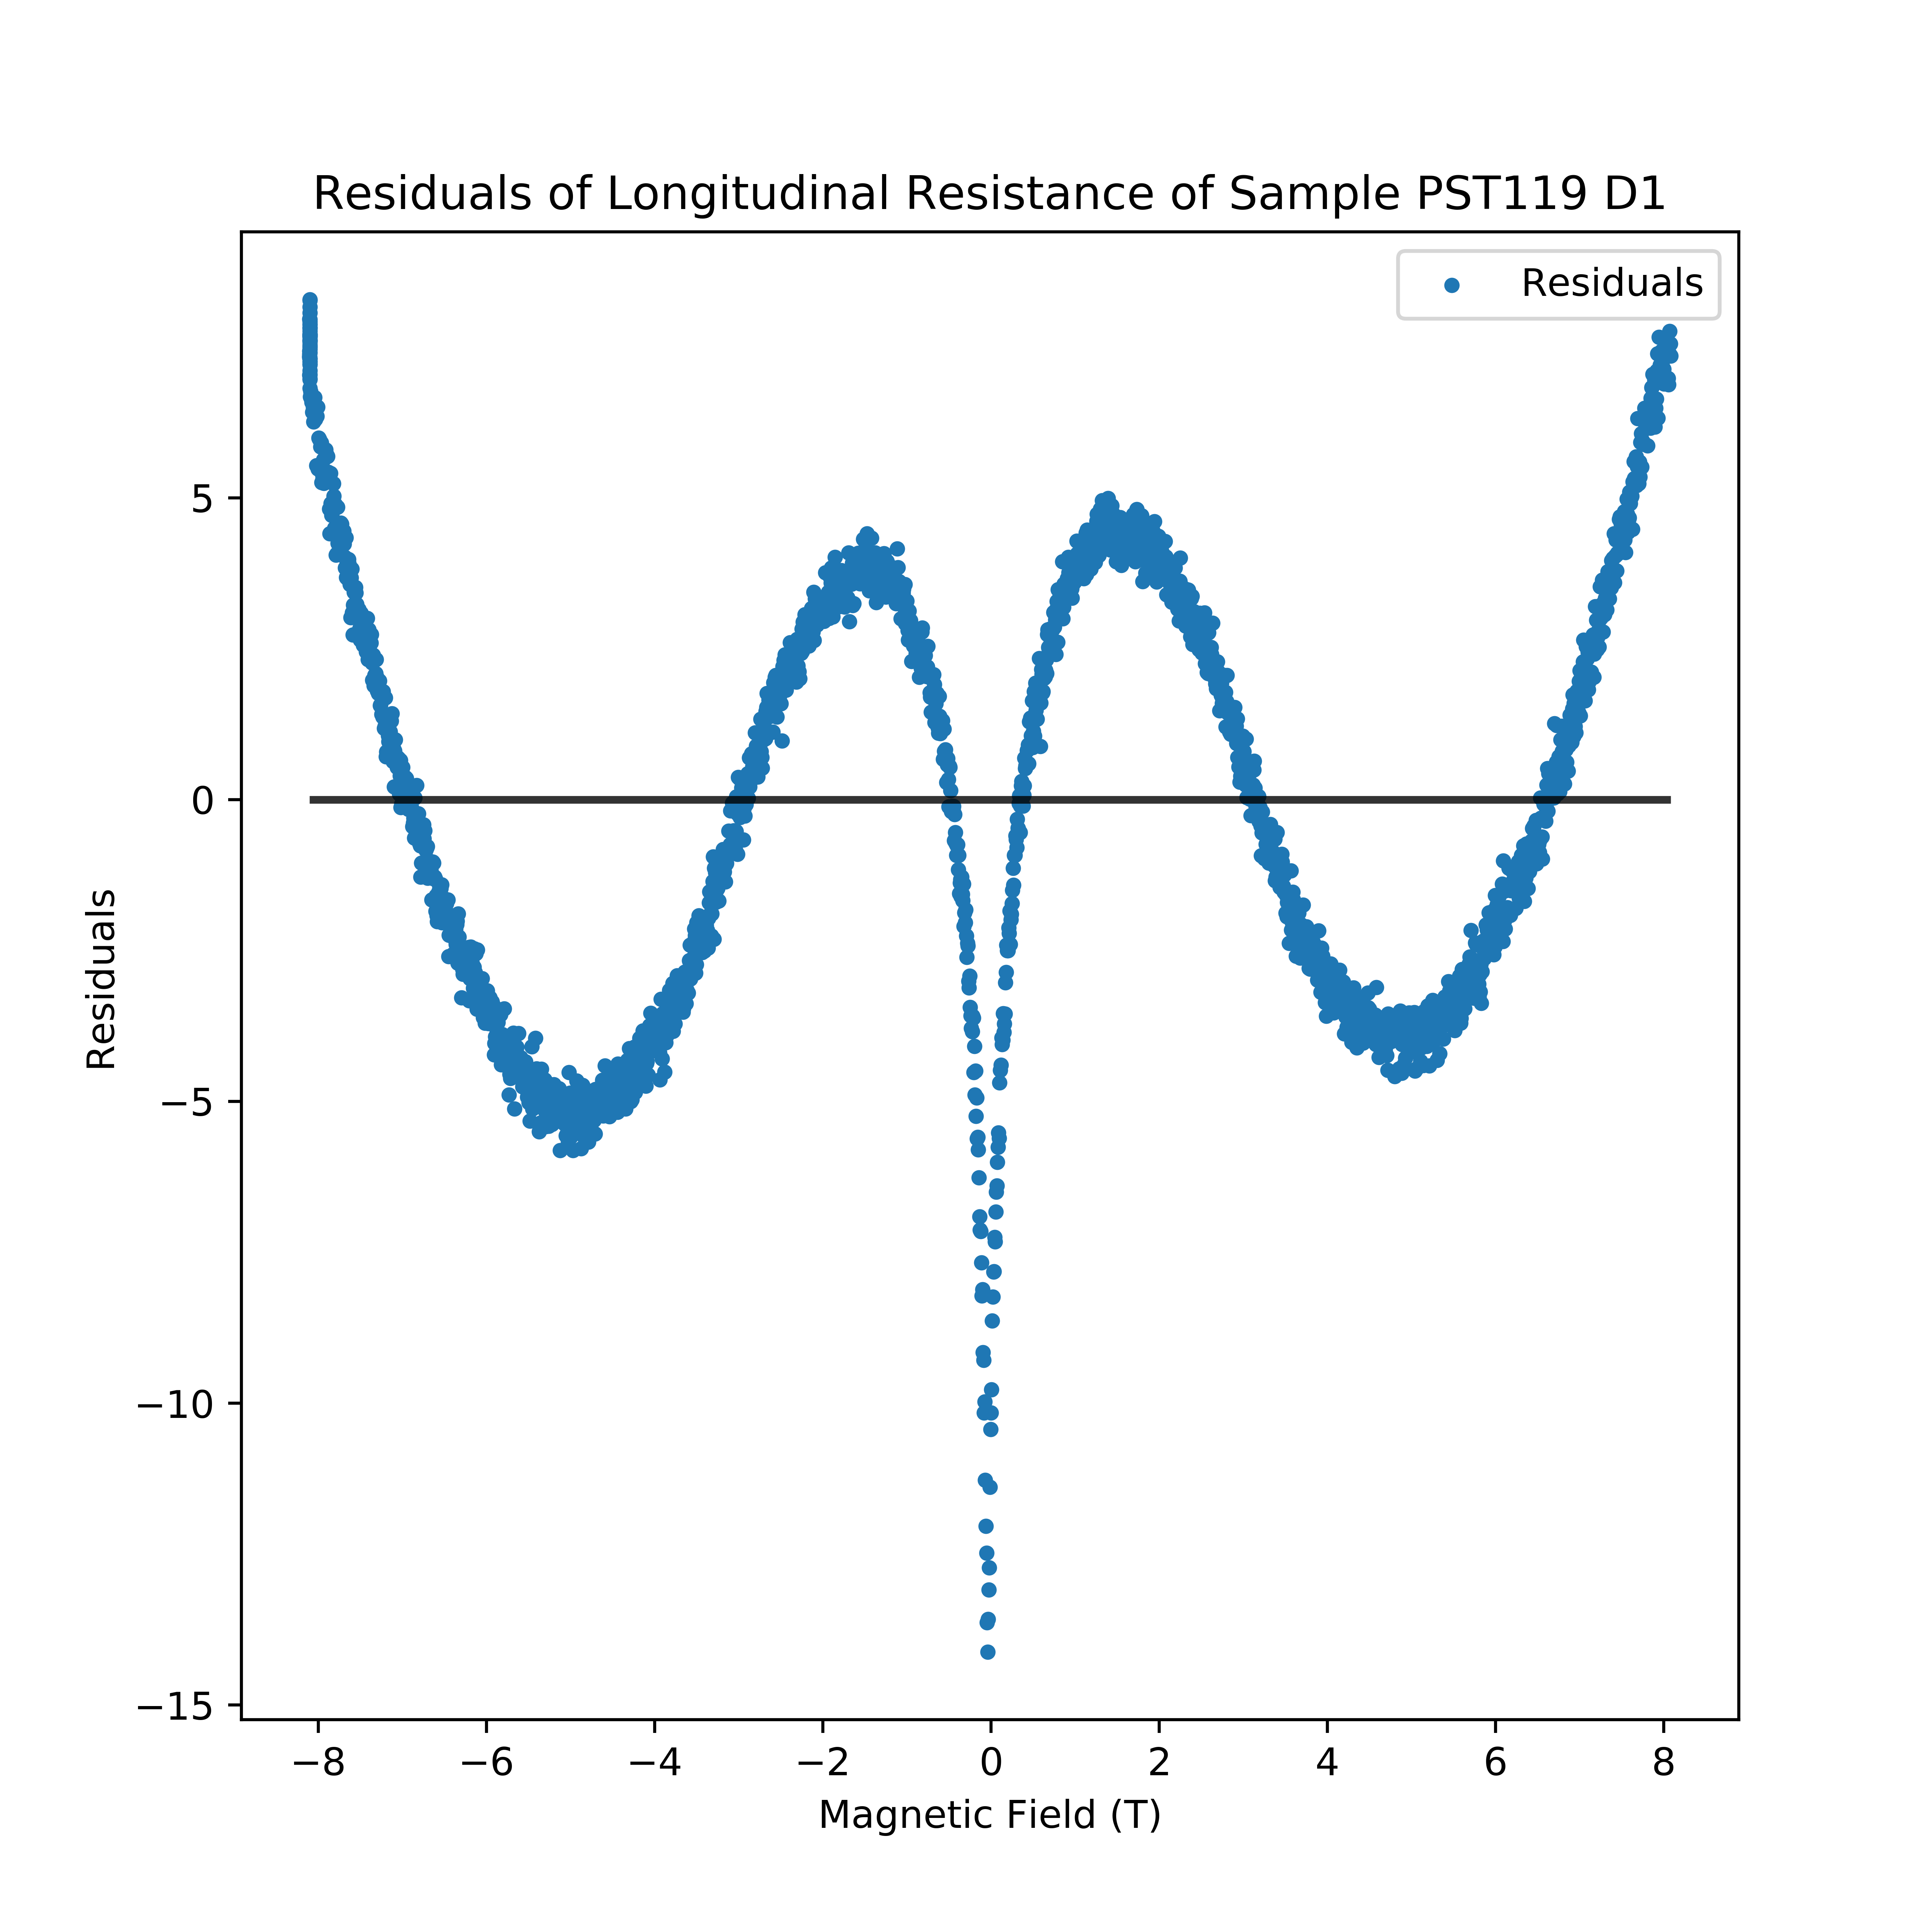 Residuals of Longitudinal Resistance of Sample PST119 D1
Residuals
5
0
−5
−10
−15
Residuals
−8 −6 −4 −2 0 2 4 6 8
Magnetic Field (T)